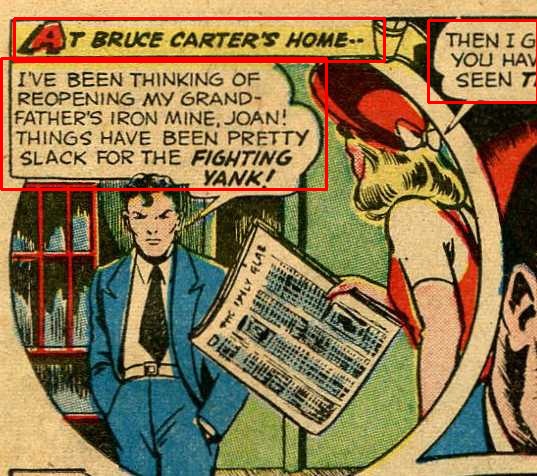 AT BRUCE CARTER'S HOME--
I'VE BEEN THINKING OF
REOPENING MY GRAND-
FATHER'S IRON MINE, JOAN!
THINGS HAVE BEEN PRETTY
SLACK FOR THE FIGHTING
YANK!
THEN I G
YOU HAV
SEEN T
THE DAILY